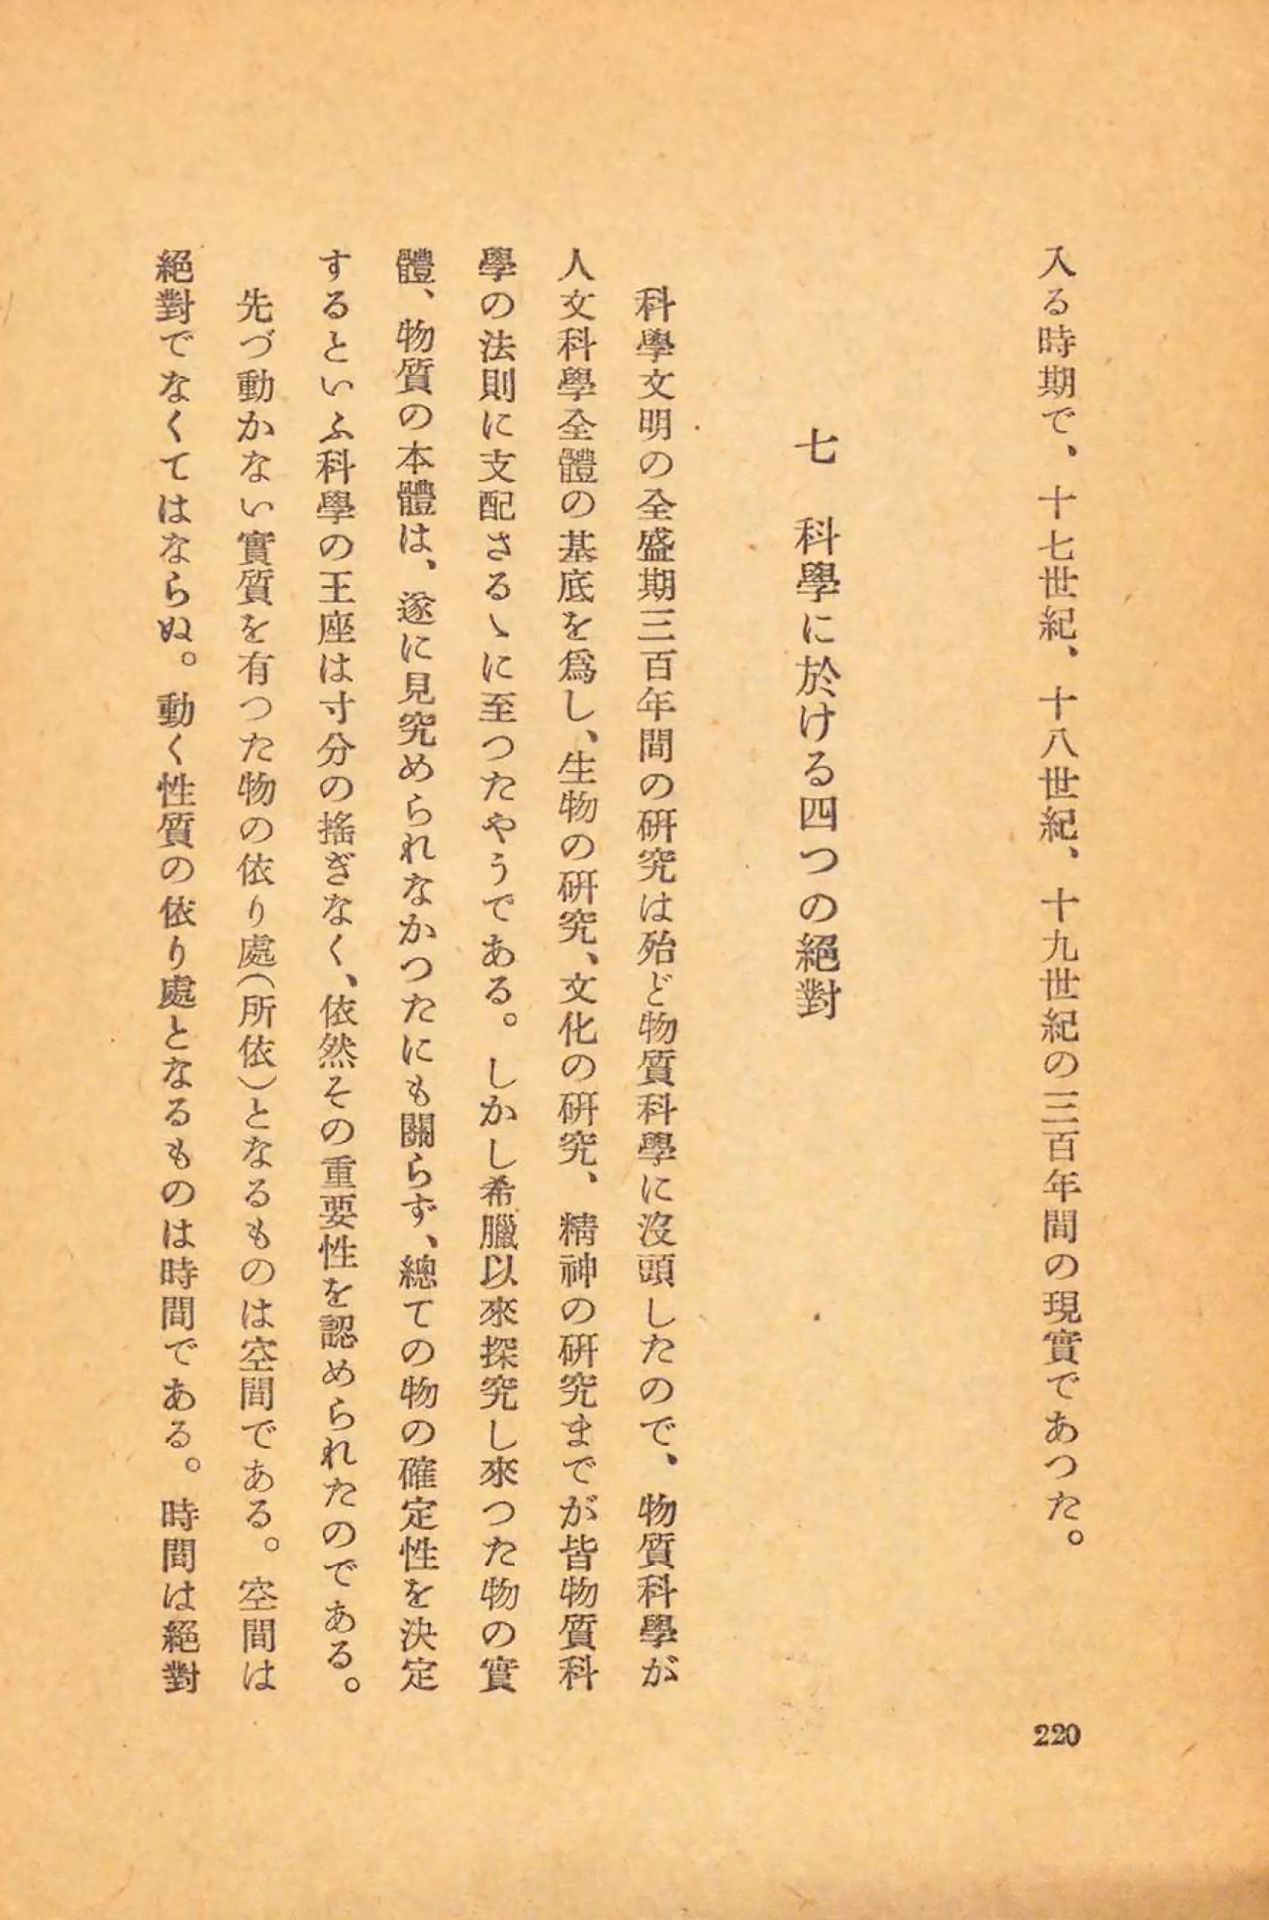 入る時期で、十七世紀、十八世紀、十九世紀の三百年間の現實であつた。
七　科學に於ける四つの絕對
科學文明の全盛期三百年間の硏究は殆ど物質科學に沒頭したので、物質科學が
人文科學全體の基底を爲し、生物の硏究、文化の硏究、精神の硏究までが皆物質科
學の法則に支配さるゝに至つたやうである。しかし希臘以來探究し來つた物の實
體、物質の本體は、遂に見究められなかつたにも關らず、總ての物の確定性を決定
するといふ科學の王座は寸分の搖ぎなく、依然その重要性を認められたのである。
先づ動かない實質を有つた物の依り處(所依)となるものは空間である。空間は
絕對でなくてはならぬ。動く性質の依り處となるものは時間である。時間は絕對
220